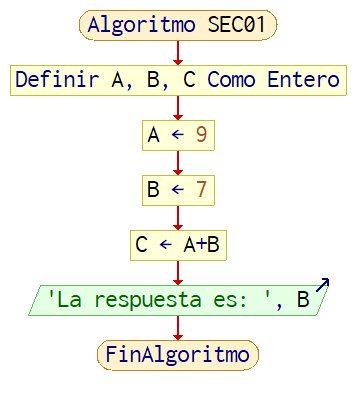 Algoritmo SEC01
Definir A, B, C Como Entero
A ← 9
B ← 7
C ← A+B
'La respuesta es: ', B
FinAlgoritmo